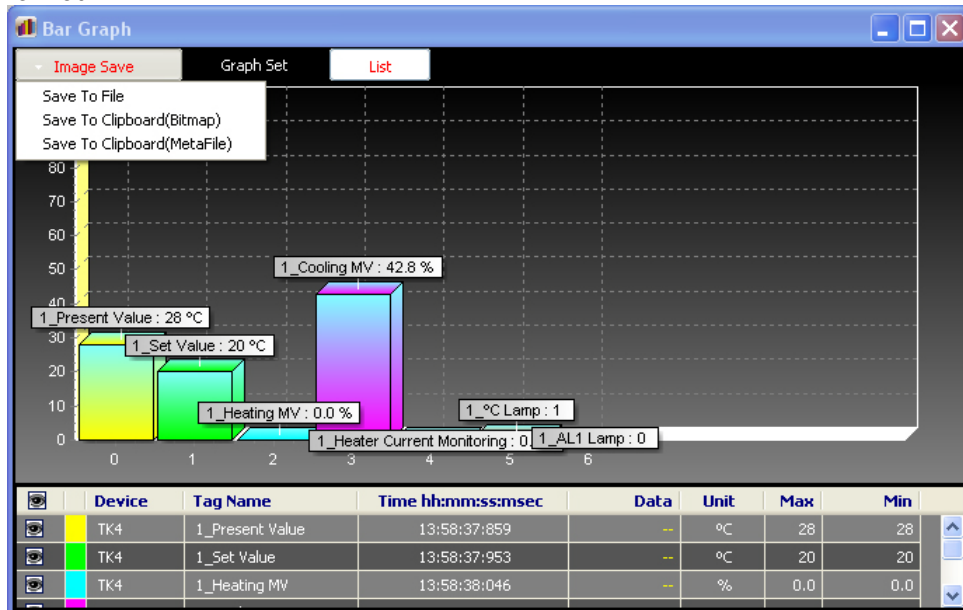 Bar Graph
Image Save Graph Set List
Save To File
Save To Clipboard(Bitmap)
Save To Clipboard(MetaFile)
80
70
60
50
1_Cooling MV : 42.8 %
40
1_Present Value : 28 ºC
30
1_Set Value : 20 ºC
20
10
1_Heating MV : 0.0 %
1_ºC Lamp : 1
0
1_Heater Current Monitoring : 0.
1_AL1 Lamp : 0
0 1 2 3 4 5 6
Device Tag Name Time hh:mm:ss:msec Data Unit Max Min
TK4 1_Present Value 13:58:37:859 -- ºC 28 28
TK4 1_Set Value 13:58:37:953 -- ºC 20 20
TK4 1_Heating MV 13:58:38:046 -- % 0.0 0.0